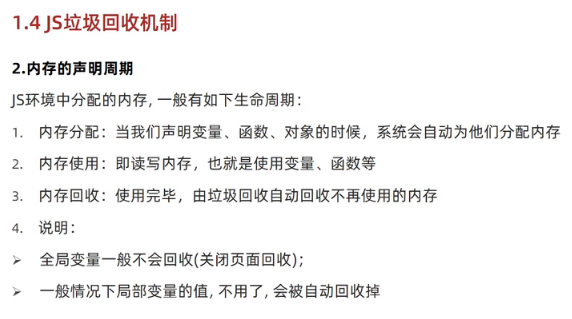 1.4 JS垃圾回收机制
2.内存的声明周期
JS环境中分配的内存, 一般有如下生命周期：
1. 内存分配：当我们声明变量、函数、对象的时候，系统会自动为他们分配内存
2. 内存使用：即读写内存，也就是使用变量、函数等
3. 内存回收：使用完毕，由垃圾回收自动回收不再使用的内存
4. 说明：
➢ 全局变量一般不会回收(关闭页面回收)；
➢ 一般情况下局部变量的值, 不用了, 会被自动回收掉